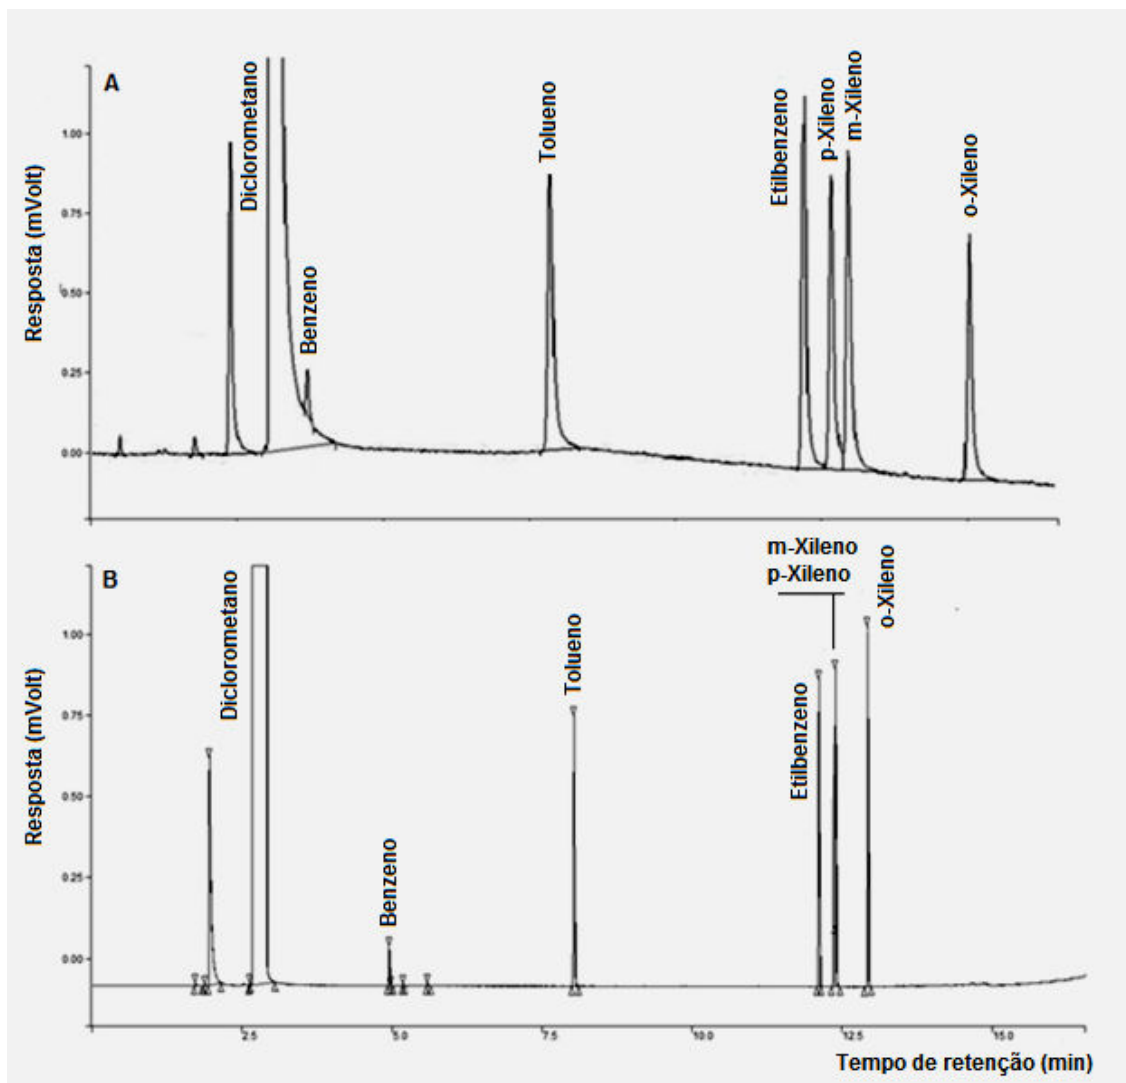 A
Resposta (mVolt)
1.00
0.75
0.50
0.25
0.00
Diclorometano
Benzeno
Tolueno
Etilbenzeno
p-Xileno
m-Xileno
o-Xileno
B
Resposta (mVolt)
1.00
0.75
0.50
0.25
0.00
Diclorometano
Benzeno
Tolueno
Etilbenzeno
m-Xileno
p-Xileno
o-Xileno
2.5
5.0
7.5
10.0
12.5
15.0
Tempo de retenção (min)